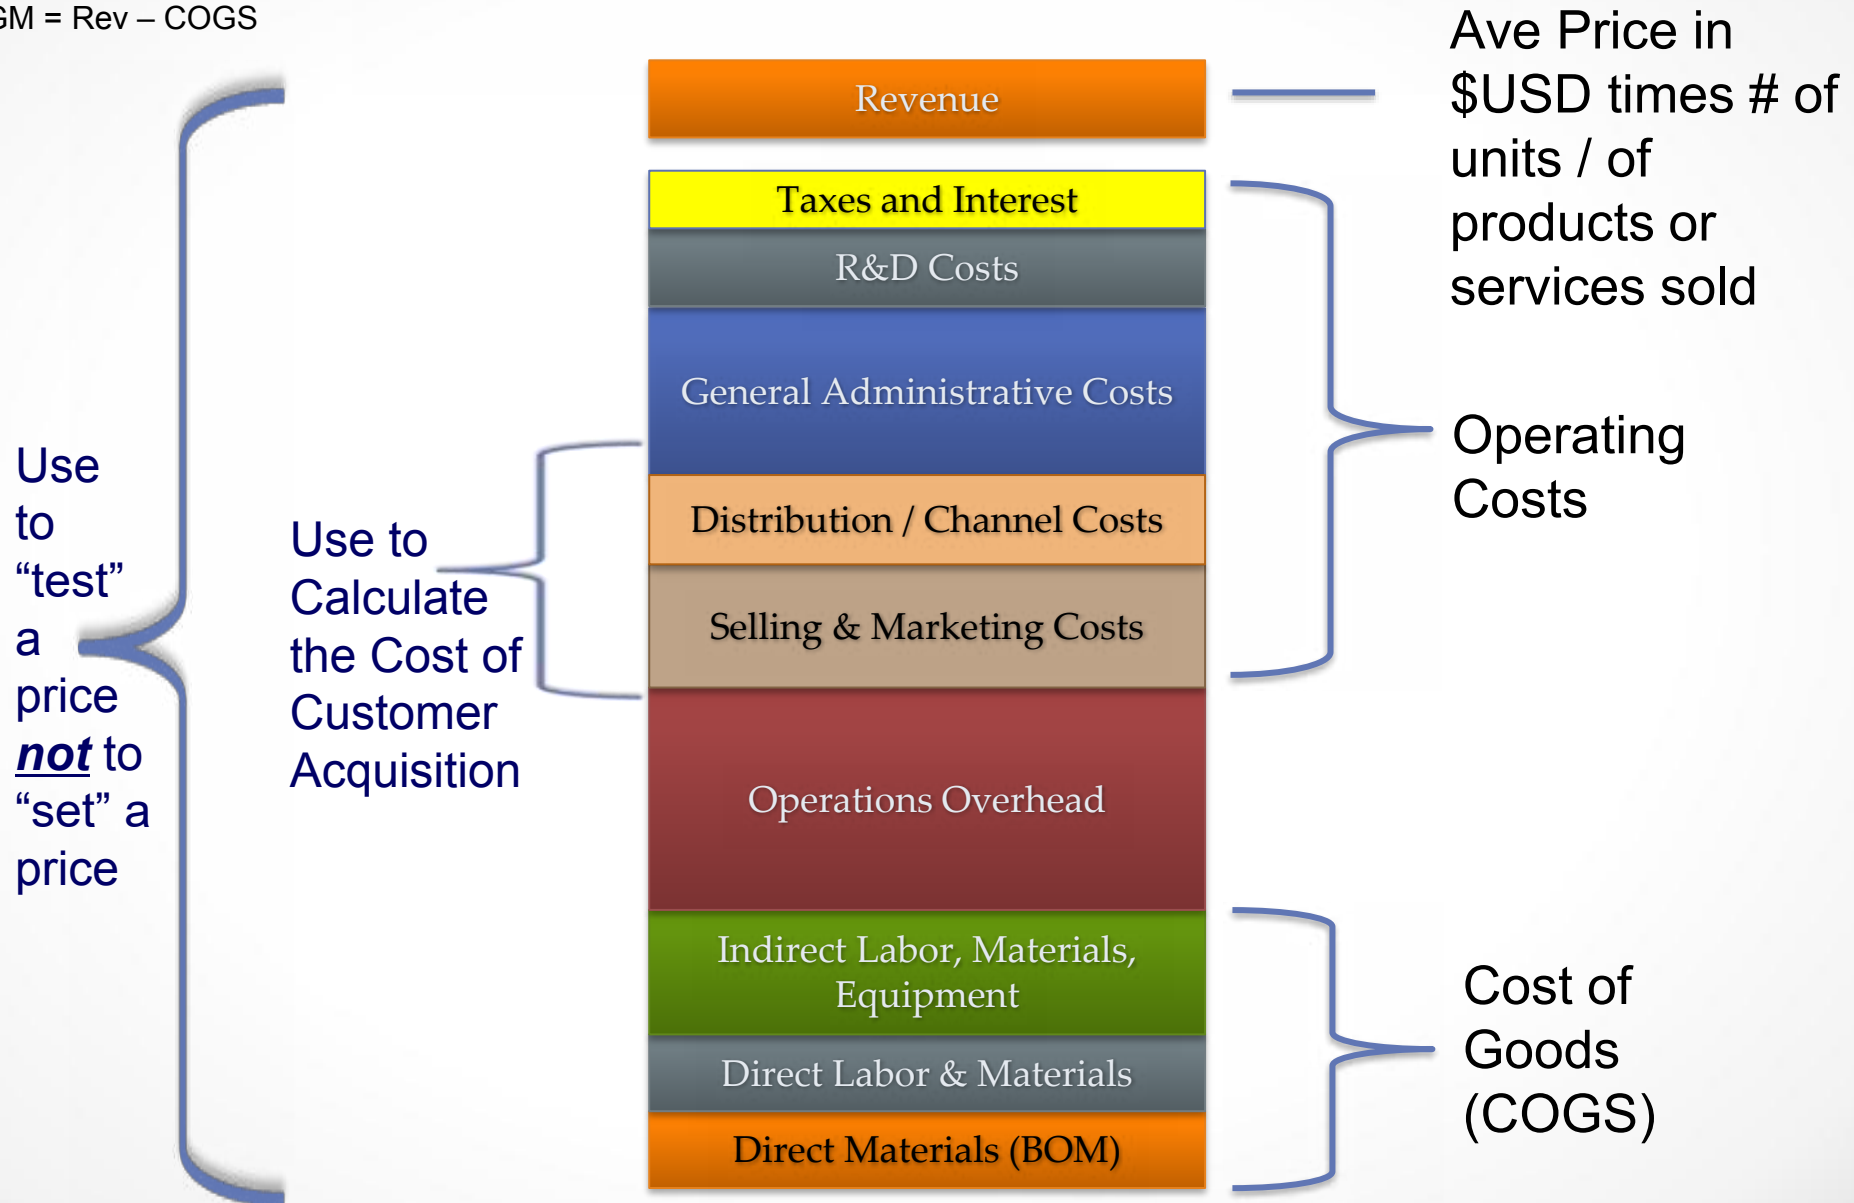 GM = Rev – COGS
Revenue
Ave Price in
$USD times # of
units / of
products or
services sold
Taxes and Interest
R&D Costs
General Administrative Costs
Distribution / Channel Costs
Selling & Marketing Costs
Operations Overhead
Indirect Labor, Materials,
Equipment
Direct Labor & Materials
Direct Materials (BOM)
Operating
Costs
Cost of
Goods
(COGS)
Use
to
“test”
a
price
not to
“set” a
price
Use to
Calculate
the Cost of
Customer
Acquisition